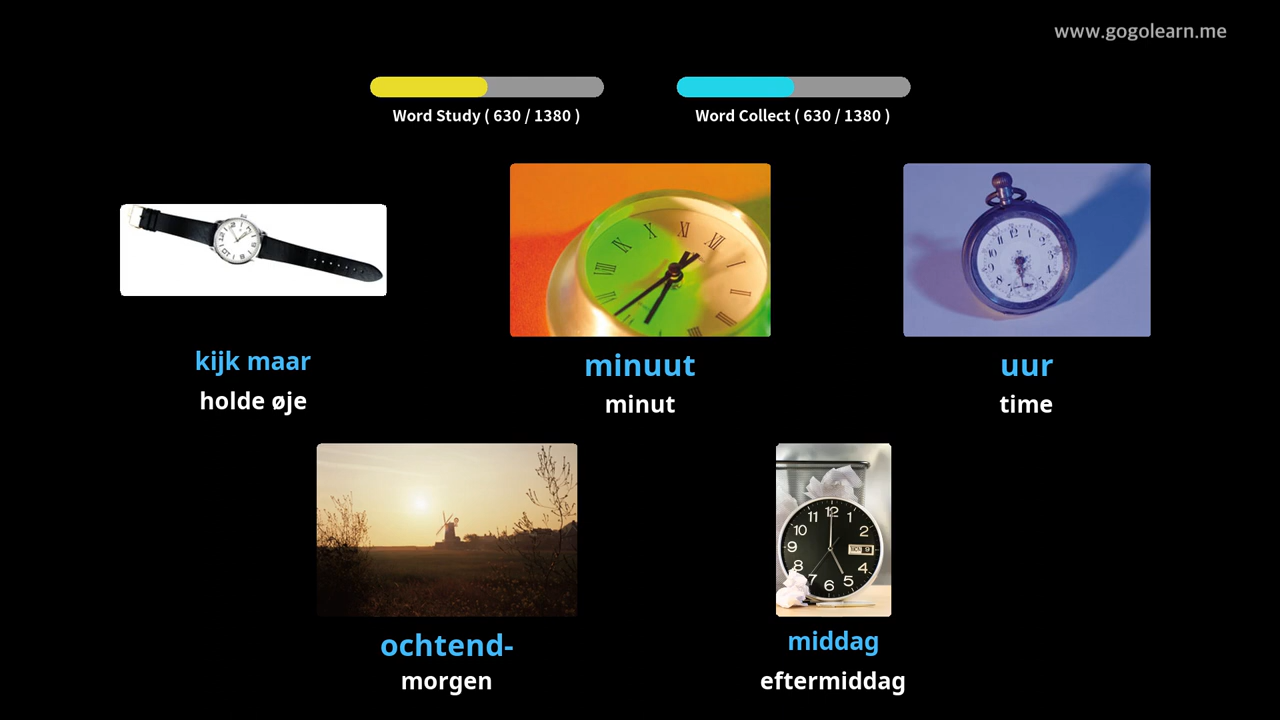 www.gogolearn.me
Word Study ( 630 / 1380 )
Word Collect ( 630 / 1380 )
kijk maar
holde øje
minuut
minut
uur
time
ochtend-
morgen
middag
eftermiddag